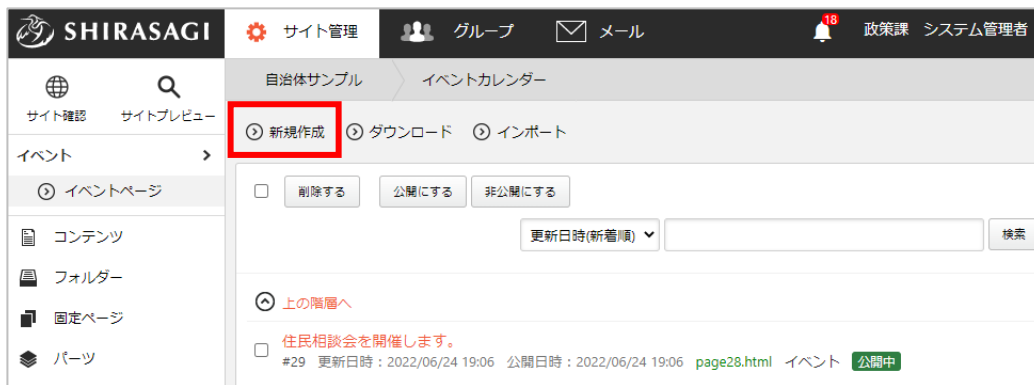 SHIRASAGI サイト管理 グループ メール 18 政策課 システム管理者
サイト確認 サイトプレビュー
自治体サンプル イベントカレンダー
新規作成 ダウンロード インポート
イベント
イベントページ
削除する 公開にする 非公開にする
コンテンツ
更新日時(新着順) 検索
フォルダー
上の階層へ
固定ページ
住民相談会を開催します。
パーツ
#29 更新日時：2022/06/24 19:06 公開日時：2022/06/24 19:06 page28.html イベント 公開中